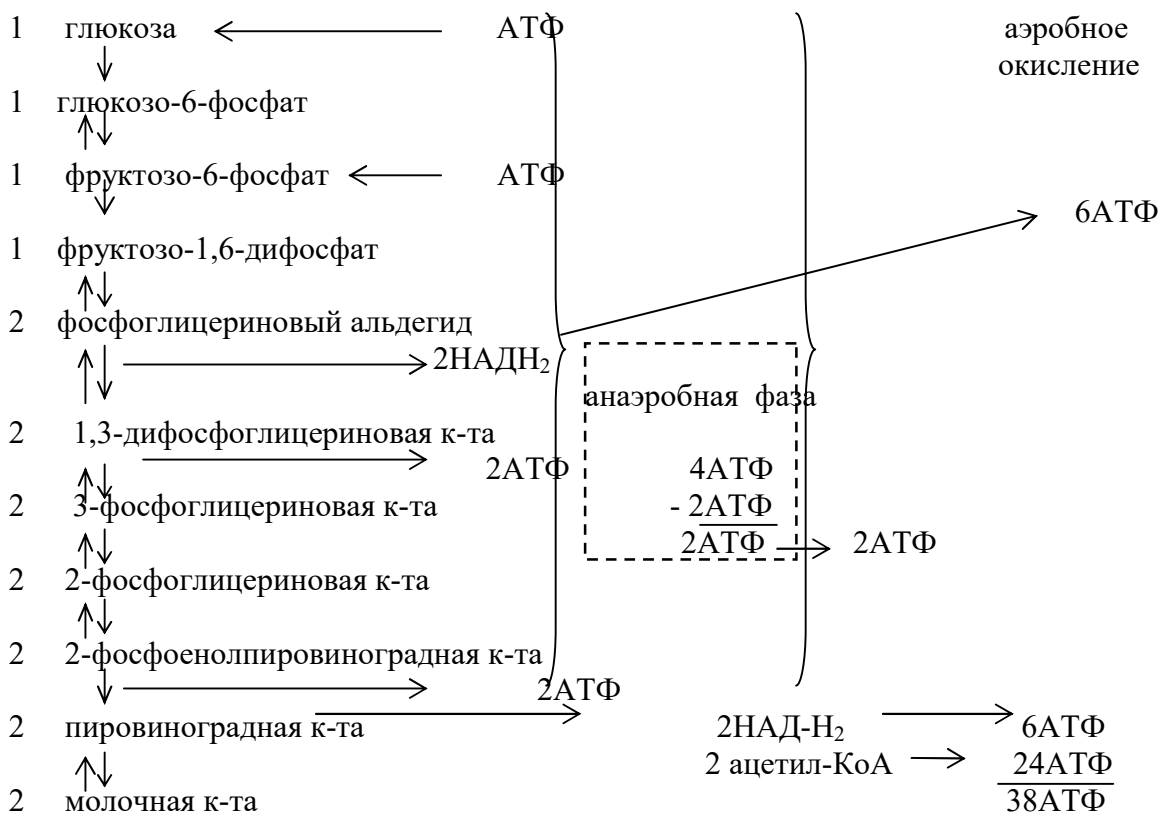 1 глюкоза АТФ аэробное
окисление
1 глюкозо-6-фосфат
1 фруктозо-6-фосфат АТФ
6АТФ
1 фруктозо-1,6-дифосфат
2 фосфоглицериновый альдегид
2НАДН₂
анаэробная фаза
2 1,3-дифосфоглицериновая к-та
2АТФ 4АТФ
2 3-фосфоглицериновая к-та - 2АТФ
2АТФ 2АТФ
2 2-фосфоглицериновая к-та
2 2-фосфоенолпировиноградная к-та
2АТФ
2 пировиноградная к-та 2НАД-Н₂ 6АТФ
2 ацетил-КоА 24АТФ
2 молочная к-та 38АТФ